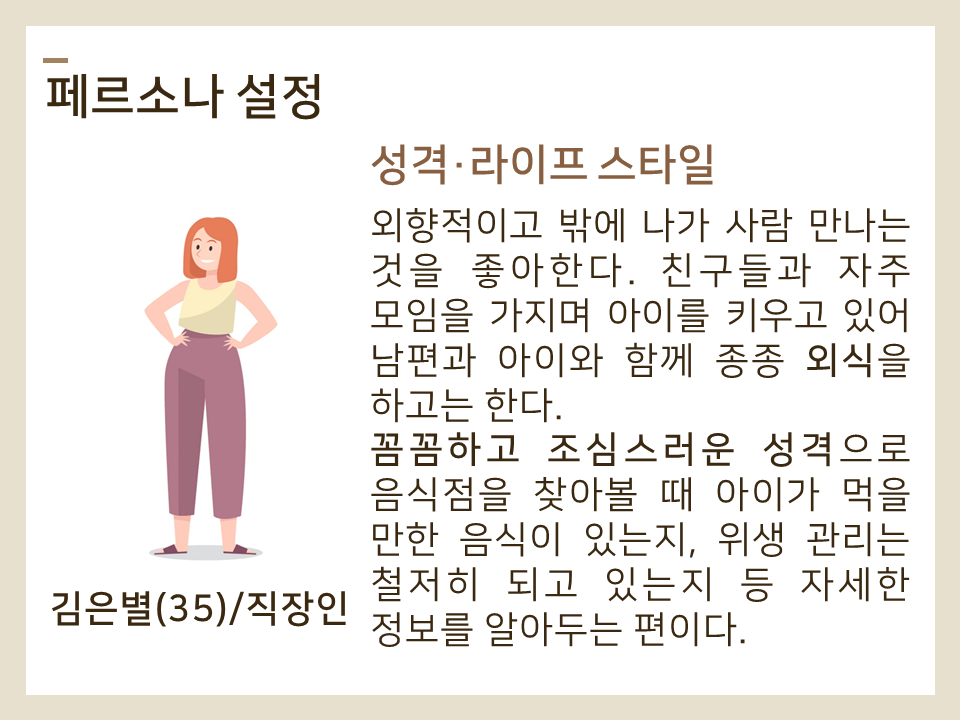 페르소나 설정
성격·라이프 스타일
외향적이고 밖에 나가 사람 만나는
것을 좋아한다. 친구들과 자주
모임을 가지며 아이를 키우고 있어
남편과 아이와 함께 종종 외식을
하고는 한다.
꼼꼼하고 조심스러운 성격으로
음식점을 찾아볼 때 아이가 먹을
만한 음식이 있는지, 위생 관리는
철저히 되고 있는지 등 자세한
정보를 알아두는 편이다.
김은별(35)/직장인